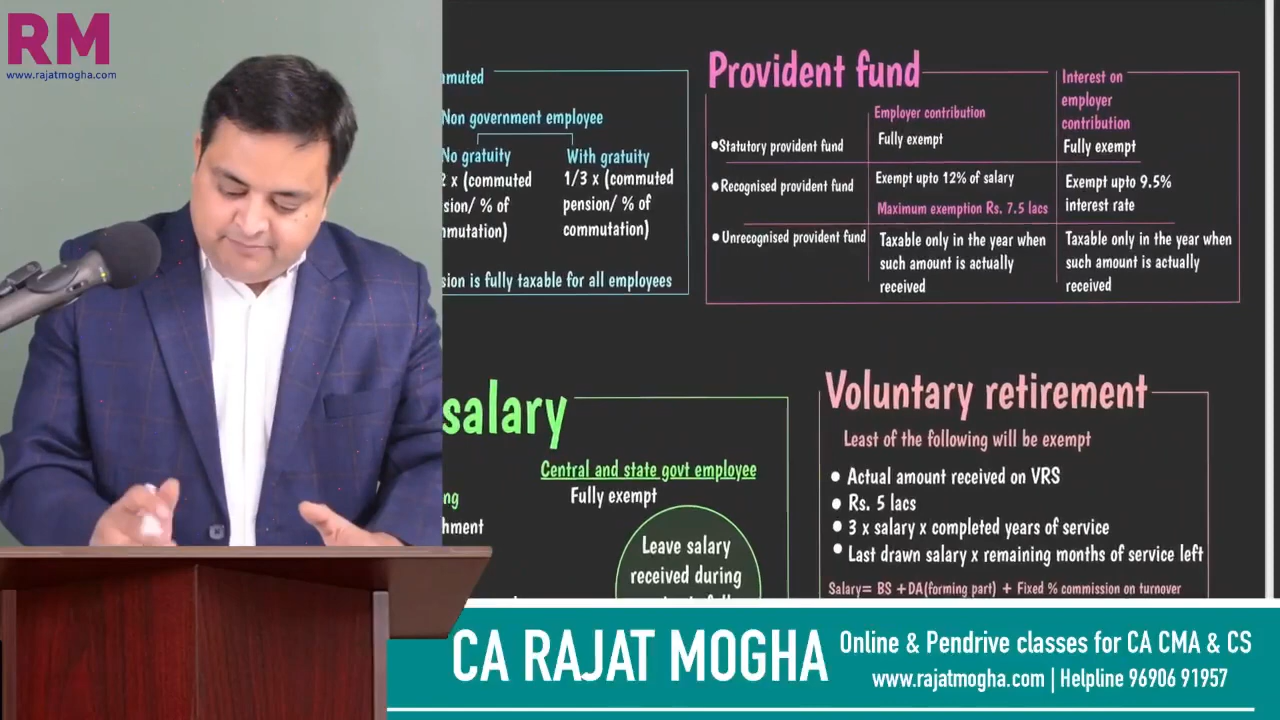 RM
www.rajatmogha.com
muted
Non government employee
No gratuity
With gratuity
2 x (commuted
1/3 x (commuted
sion/ % of
pension/ % of
mutation)
commutation)
sion is fully taxable for all employees
Provident fund
Employer contribution
Interest on
employer
contribution
•Statutory provident fund
Fully exempt
Fully exempt
•Recognised provident fund
Exempt upto 12% of salary
Maximum exemption Rs. 7.5 lacs
Exempt upto 9.5%
interest rate
•Unrecognised provident fund
Taxable only in the year when
such amount is actually
received
Taxable only in the year when
such amount is actually
received
salary
Central and state govt employee
Fully exempt
ng
hment
Leave salary
received during
Voluntary retirement
Least of the following will be exempt
• Actual amount received on VRS
• Rs. 5 lacs
• 3 x salary x completed years of service
• Last drawn salary x remaining months of service left
Salary= BS +DA(forming part) + Fixed % commission on turnover
CA RAJAT MOGHA
Online & Pendrive classes for CA CMA & CS
www.rajatmogha.com | Helpline 96906 91957